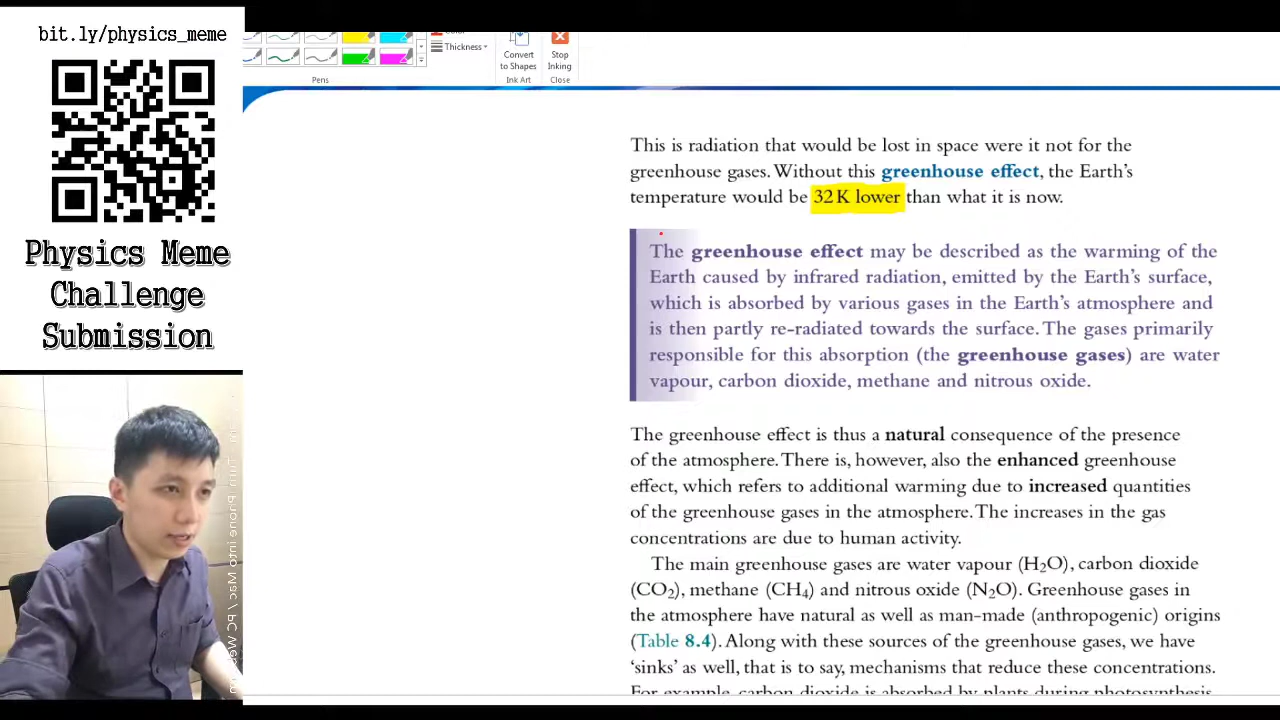 bit.ly/physics_meme
Physics Meme
Challenge
Submission
Thickness
Pens
Convert
to Shapes
Ink Art
Stop
Inking
Close
This is radiation that would be lost in space were it not for the
greenhouse gases. Without this greenhouse effect, the Earth’s
temperature would be 32 K lower than what it is now.
The greenhouse effect may be described as the warming of the
Earth caused by infrared radiation, emitted by the Earth’s surface,
which is absorbed by various gases in the Earth’s atmosphere and
is then partly re-radiated towards the surface. The gases primarily
responsible for this absorption (the greenhouse gases) are water
vapour, carbon dioxide, methane and nitrous oxide.
The greenhouse effect is thus a natural consequence of the presence
of the atmosphere. There is, however, also the enhanced greenhouse
effect, which refers to additional warming due to increased quantities
of the greenhouse gases in the atmosphere. The increases in the gas
concentrations are due to human activity.
The main greenhouse gases are water vapour (H₂O), carbon dioxide
(CO₂), methane (CH₄) and nitrous oxide (N₂O). Greenhouse gases in
the atmosphere have natural as well as man-made (anthropogenic) origins
(Table 8.4). Along with these sources of the greenhouse gases, we have
‘sinks’ as well, that is to say, mechanisms that reduce these concentrations.
For example, carbon dioxide is absorbed by plants during photosynthesis